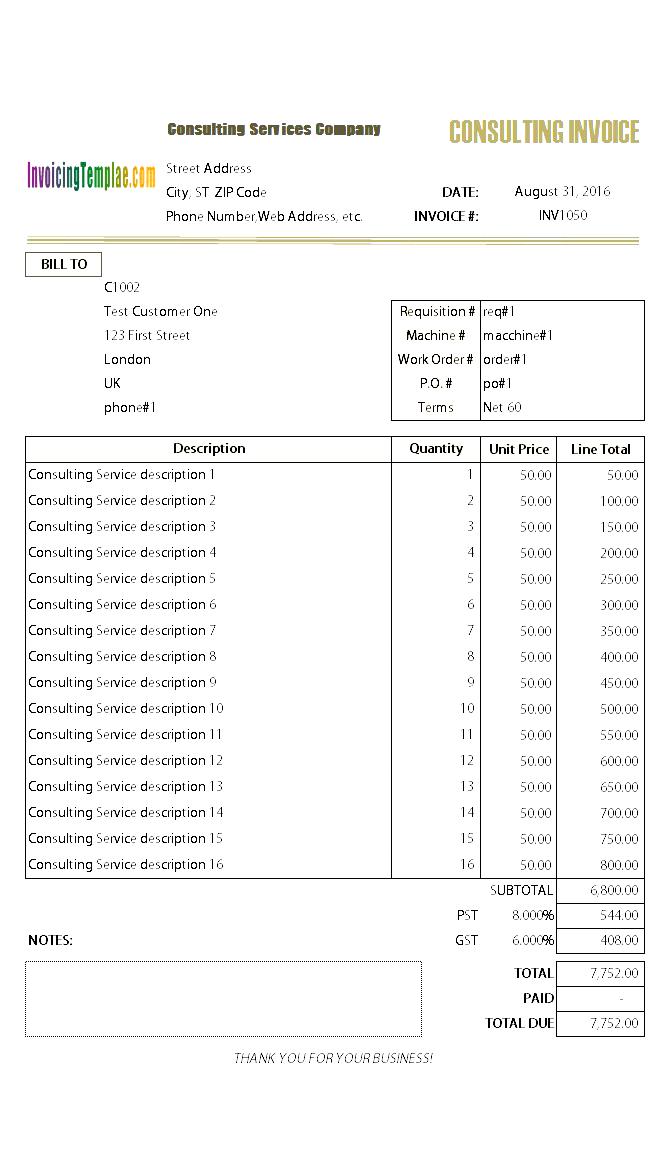 Consulting Services Company
CONSULTING INVOICE
InvoicingTemplae.com
Street Address
City, ST ZIP Code
DATE: August 31, 2016
Phone Number,Web Address, etc.
INVOICE #: INV1050
BILL TO
C1002
Test Customer One
123 First Street
London
UK
phone#1
Requisition # req#1
Machine # macchine#1
Work Order # order#1
P.O. # po#1
Terms Net 60
Description Quantity Unit Price Line Total
Consulting Service description 1 1 50.00 50.00
Consulting Service description 2 2 50.00 100.00
Consulting Service description 3 3 50.00 150.00
Consulting Service description 4 4 50.00 200.00
Consulting Service description 5 5 50.00 250.00
Consulting Service description 6 6 50.00 300.00
Consulting Service description 7 7 50.00 350.00
Consulting Service description 8 8 50.00 400.00
Consulting Service description 9 9 50.00 450.00
Consulting Service description 10 10 50.00 500.00
Consulting Service description 11 11 50.00 550.00
Consulting Service description 12 12 50.00 600.00
Consulting Service description 13 13 50.00 650.00
Consulting Service description 14 14 50.00 700.00
Consulting Service description 15 15 50.00 750.00
Consulting Service description 16 16 50.00 800.00
SUBTOTAL 6,800.00
PST 8.000% 544.00
NOTES: GST 6.000% 408.00
TOTAL 7,752.00
PAID -
TOTAL DUE 7,752.00
THANK YOU FOR YOUR BUSINESS!